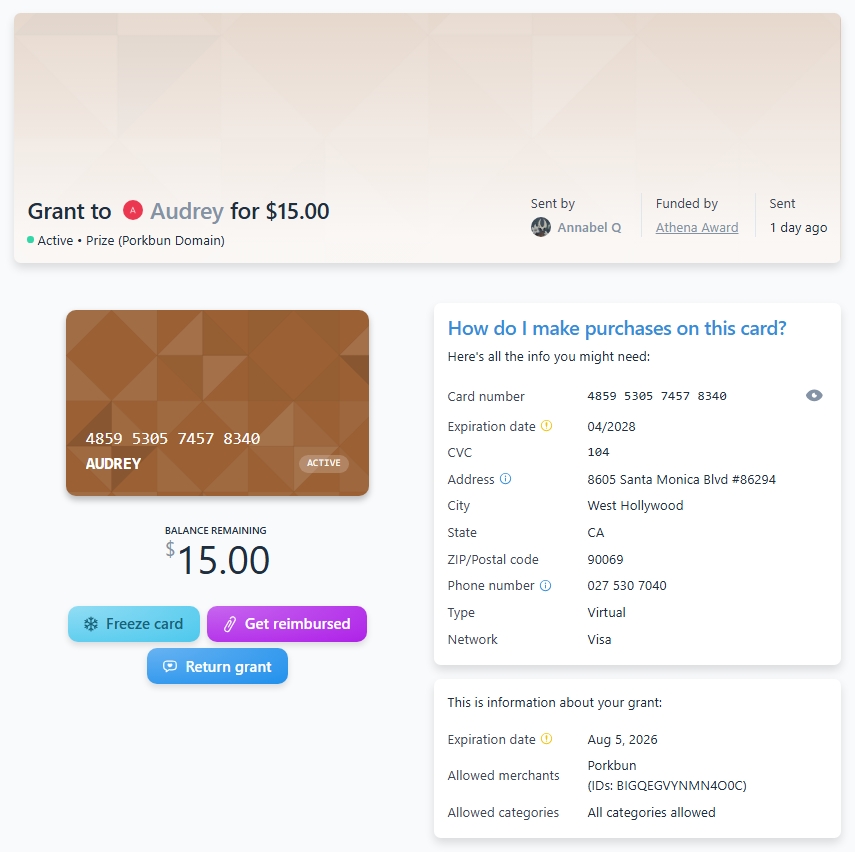 Grant to A Audrey for $15.00
Active • Prize (Porkbun Domain)
Sent by
Annabel Q
Funded by
Athena Award
Sent
1 day ago
4859 5305 7457 8340
AUDREY
ACTIVE
BALANCE REMAINING
$15.00
Freeze card
Get reimbursed
Return grant
How do I make purchases on this card?
Here's all the info you might need:
Card number 4859 5305 7457 8340
Expiration date 04/2028
CVC 104
Address 8605 Santa Monica Blvd #86294
City West Hollywood
State CA
ZIP/Postal code 90069
Phone number 027 530 7040
Type Virtual
Network Visa
This is information about your grant:
Expiration date Aug 5, 2026
Allowed merchants Porkbun
(IDs: BIGQEGVYNMN4O0C)
Allowed categories All categories allowed